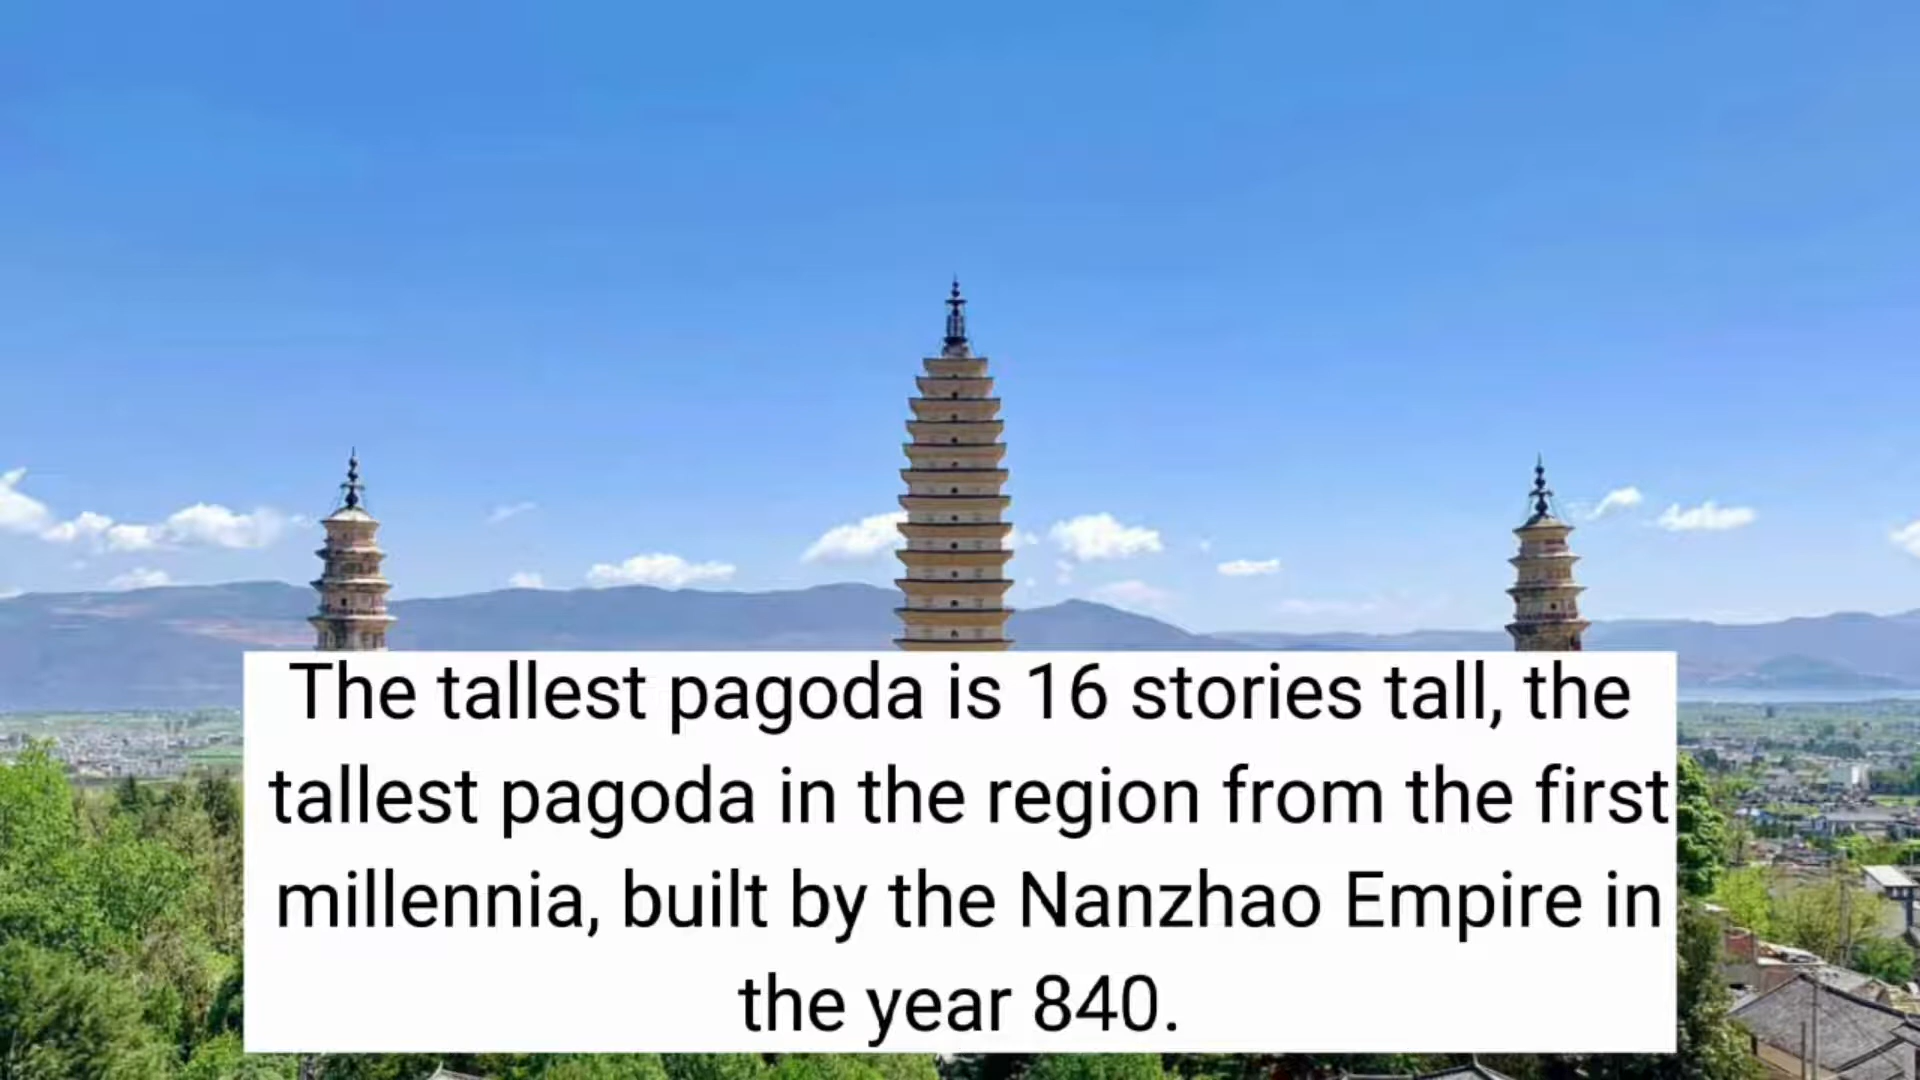 The tallest pagoda is 16 stories tall, the
tallest pagoda in the region from the first
millennia, built by the Nanzhao Empire in
the year 840.